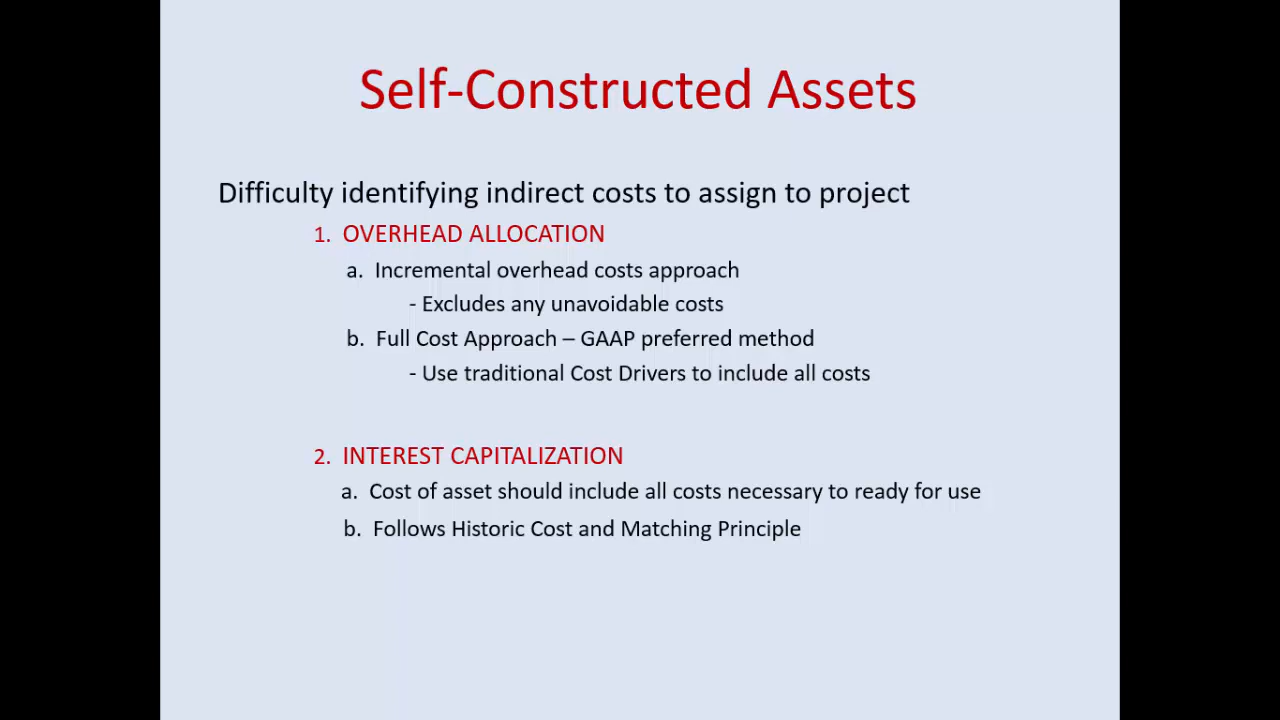 Self-Constructed Assets
Difficulty identifying indirect costs to assign to project
1. OVERHEAD ALLOCATION
a. Incremental overhead costs approach
- Excludes any unavoidable costs
b. Full Cost Approach – GAAP preferred method
- Use traditional Cost Drivers to include all costs
2. INTEREST CAPITALIZATION
a. Cost of asset should include all costs necessary to ready for use
b. Follows Historic Cost and Matching Principle